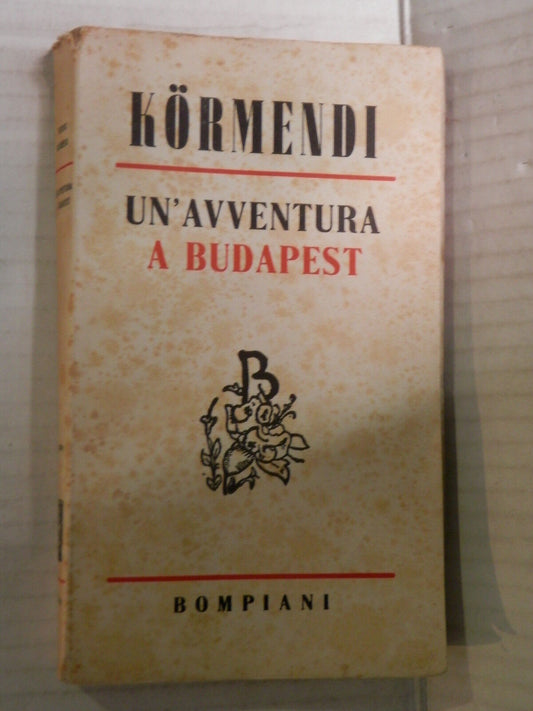 KÖRMENDI
UN'AVVENTURA
A BUDAPEST
B
BOMPIANI